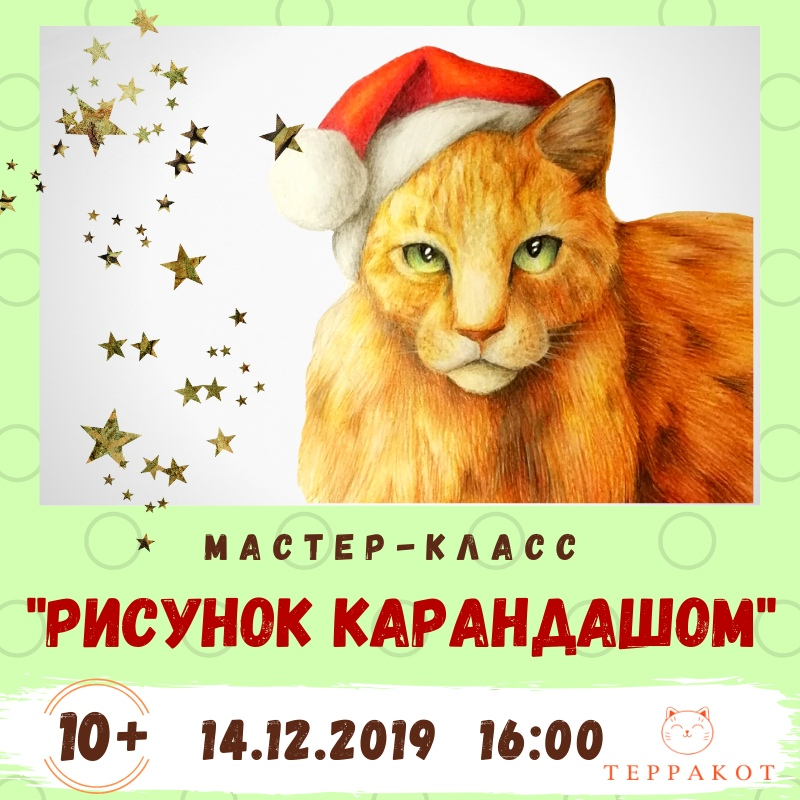 МАСТЕР-КЛАСС
"РИСУНОК КАРАНДАШОМ"
10+ 14.12.2019 16:00
ТЕРРАКОТ